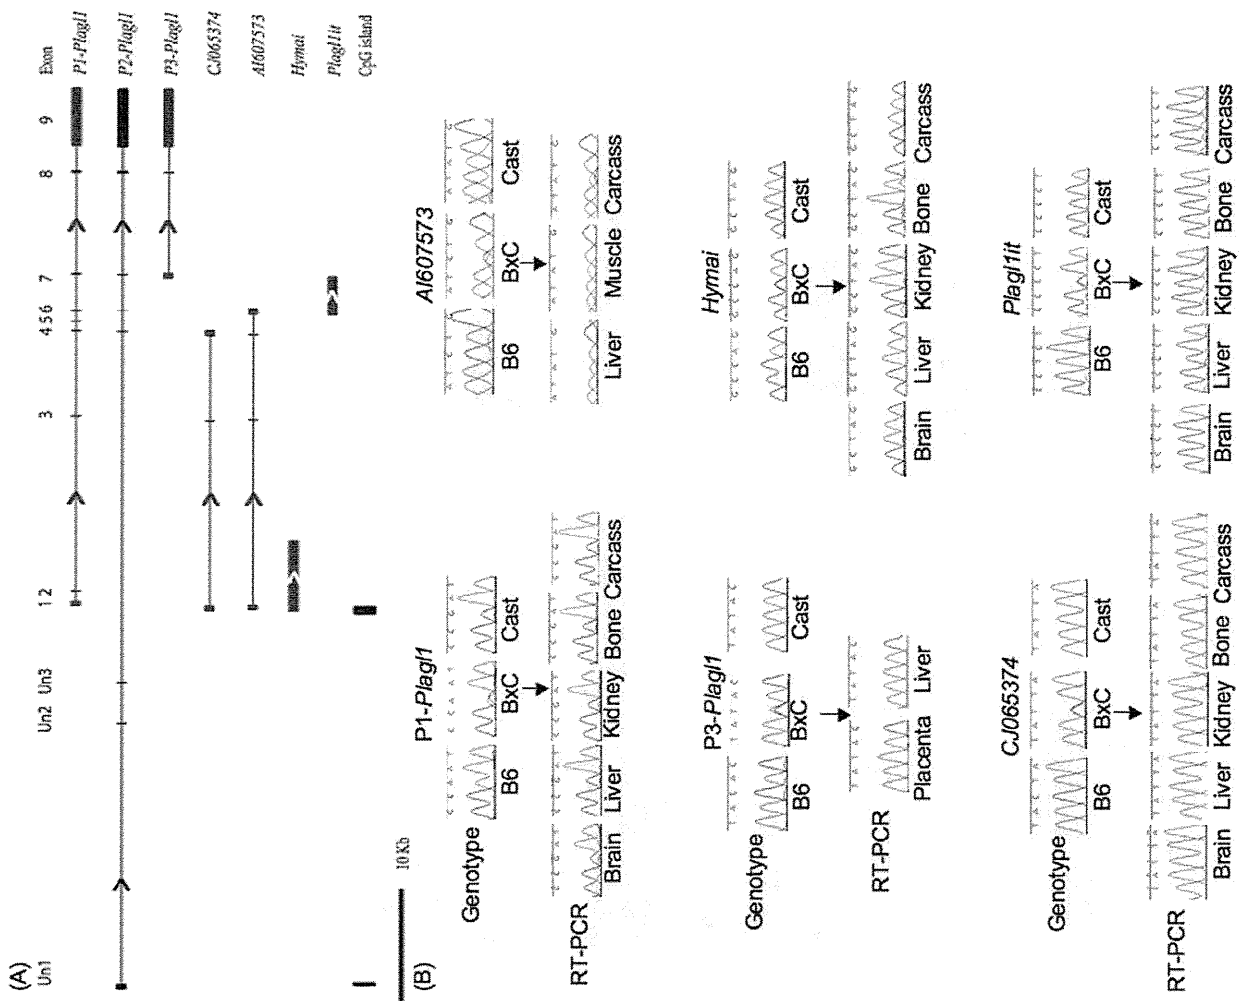 (A)
Un1 Un2 Un3 1 2 3 4 5 6 7 8 9 Exon
P1-Plagl1
P2-Plagl1
P3-Plagl1
CJ065374
AI607573
Hymai
Plagl1it
CpG island
10 Kb
(B)
P1-Plagl1
Genotype
B6 BxC Cast
RT-PCR
Brain Liver Kidney Bone Carcass
AI607573
B6 BxC Cast
Liver Muscle Carcass
P3-Plagl1
Genotype
B6 BxC Cast
RT-PCR
Placenta Liver
Hymai
B6 BxC Cast
Brain Liver Kidney Bone Carcass
CJ065374
Genotype
B6 BxC Cast
RT-PCR
Brain Liver Kidney Bone Carcass
Plagl1it
B6 BxC Cast
Brain Liver Kidney Bone Carcass